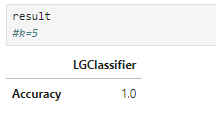 result
#k=5
LGClassifier
Accuracy 1.0